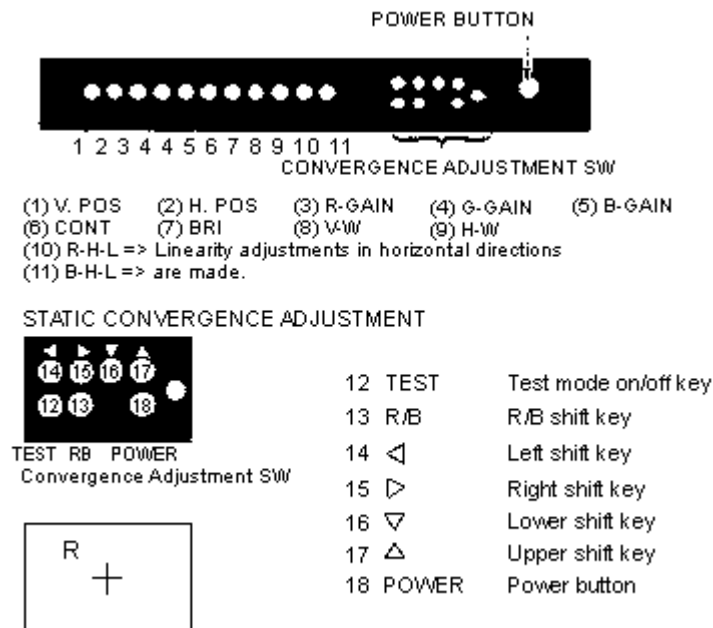 POWER BUTTON
1 2 3 4 4 5 6 7 8 9 10 11
CONVERGENCE ADJUSTMENT SW
(1) V. POS (2) H. POS (3) R-GAIN (4) G-GAIN (5) B-GAIN
(6) CONT (7) BRI (8) V-W (9) H-W
(10) R-H-L => Linearity adjustments in horizontal directions
(11) B-H-L => are made.
STATIC CONVERGENCE ADJUSTMENT
14 15 16 17
12 13 18
TEST RB POWER
Convergence Adjustment SW
R
12 TEST Test mode on/off key
13 R/B R/B shift key
14 ◁ Left shift key
15 ▷ Right shift key
16 ▽ Lower shift key
17 △ Upper shift key
18 POWER Power button